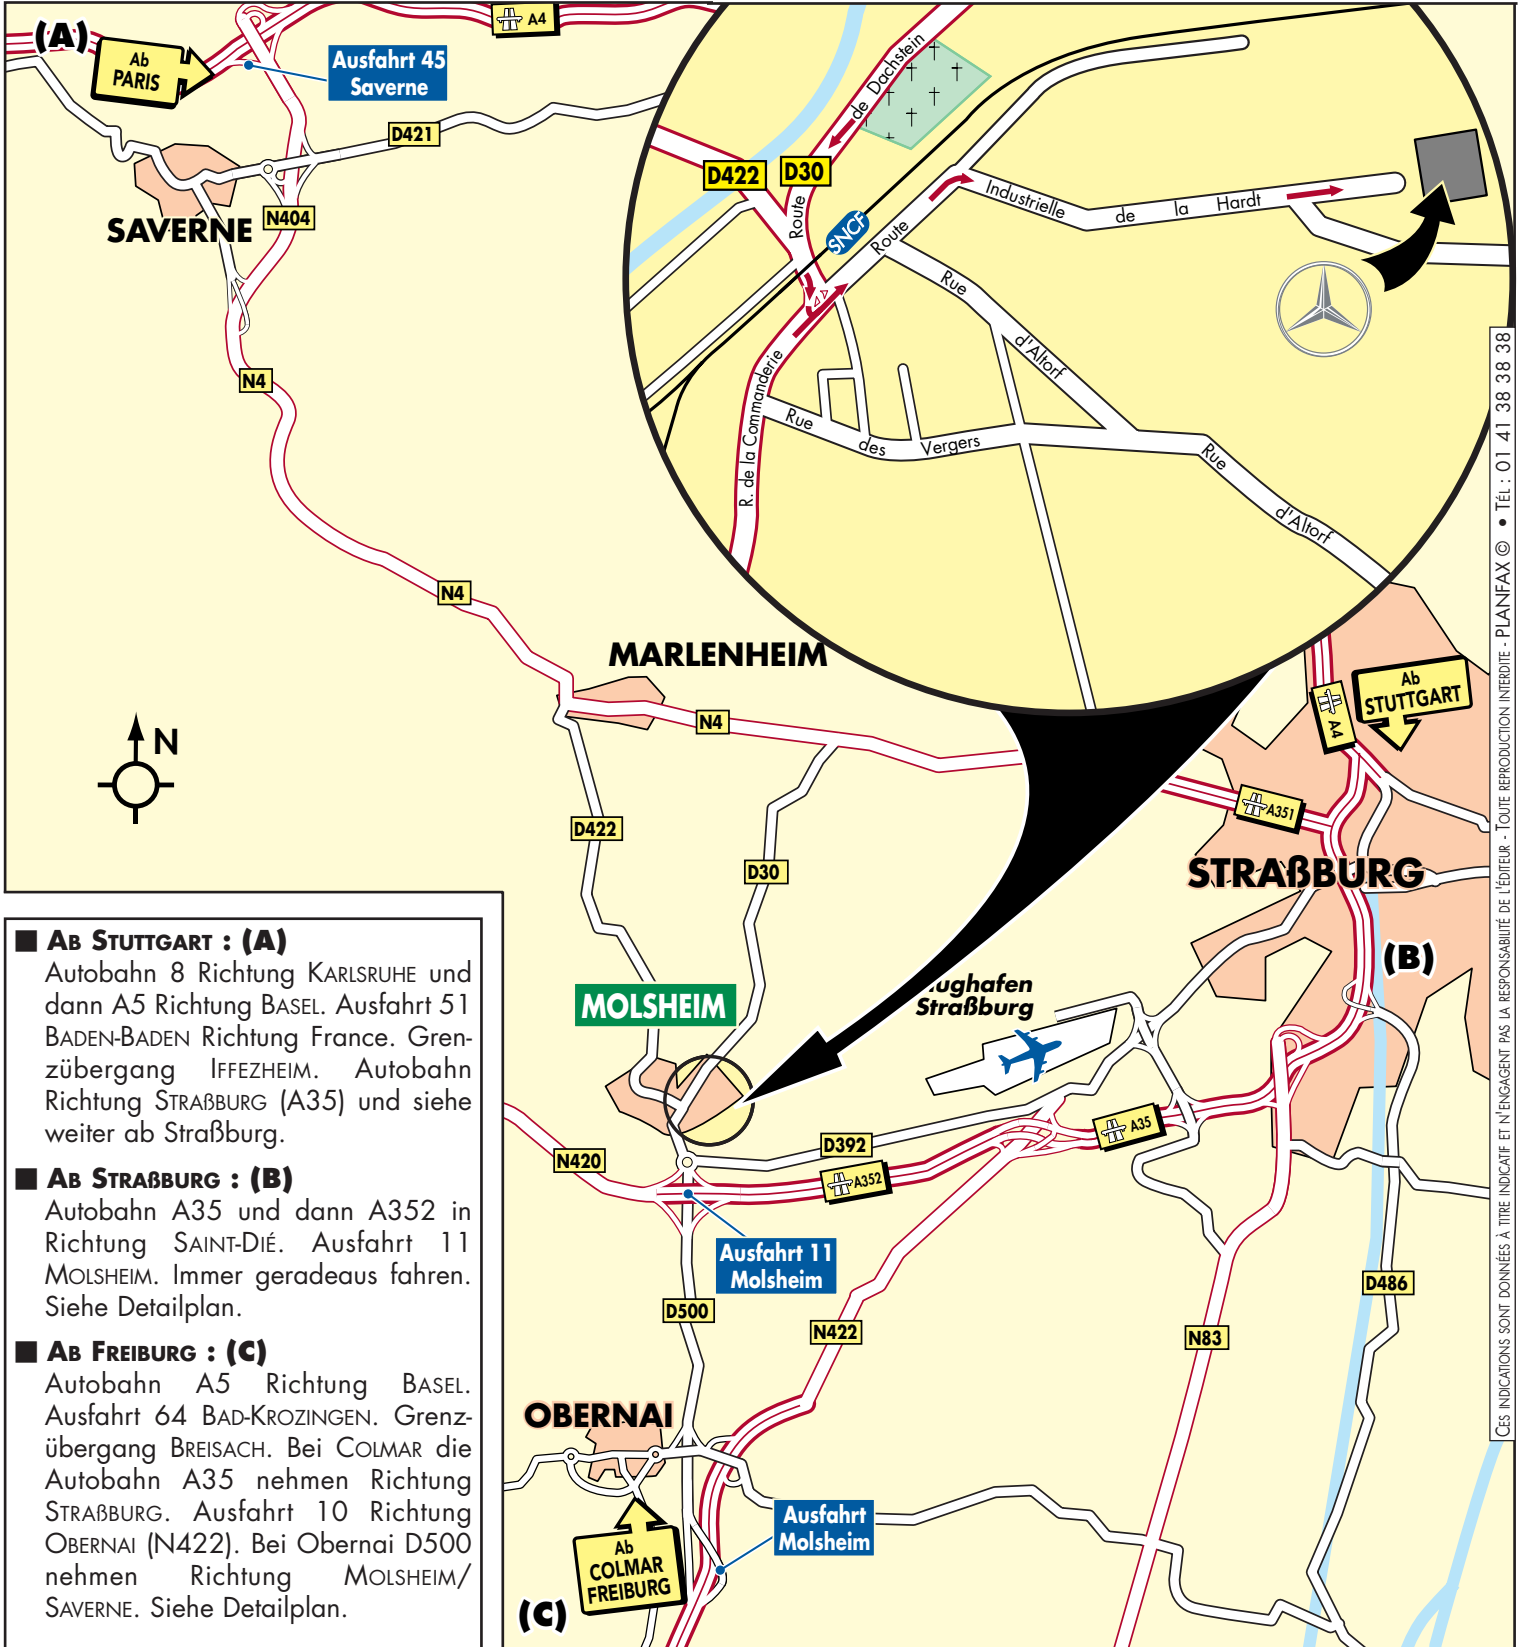 (A)
Ab
PARIS
Ausfahrt 45
Saverne
A4
D421
SAVERNE
N404
N4
N4
MARLENHEIM
N4
N
D422
D30
de Dachstein
D422
D30
Route
SNCF
Route
Industrielle de la Hardt
Rue d'Altorf
R. de la Commanderie
Rue des Vergers
Rue d'Altorf
Ab
STUTTGART
A4
A351
STRAßBURG
(B)
MOLSHEIM
lughafen
Straßburg
D392
A35
N420
A352
Ausfahrt 11
Molsheim
D500
N422
N83
D486
OBERNAI
Ausfahrt
Molsheim
Ab
COLMAR
FREIBURG
(C)
■ AB STUTTGART : (A)
Autobahn 8 Richtung KARLSRUHE und
dann A5 Richtung BASEL. Ausfahrt 51
BADEN-BADEN Richtung France. Gren-
zübergang IFFEZHEIM. Autobahn
Richtung STRAßBURG (A35) und siehe
weiter ab Straßburg.
■ AB STRAßBURG : (B)
Autobahn A35 und dann A352 in
Richtung SAINT-DIÉ. Ausfahrt 11
MOLSHEIM. Immer geradeaus fahren.
Siehe Detailplan.
■ AB FREIBURG : (C)
Autobahn A5 Richtung BASEL.
Ausfahrt 64 BAD-KROZINGEN. Grenz-
übergang BREISACH. Bei COLMAR die
Autobahn A35 nehmen Richtung
STRAßBURG. Ausfahrt 10 Richtung
OBERNAI (N422). Bei Obernai D500
nehmen Richtung MOLSHEIM/
SAVERNE. Siehe Detailplan.
CES INDICATIONS SONT DONNÉES À TITRE INDICATIF ET N'ENGAGENT PAS LA RESPONSABILITÉ DE L'ÉDITEUR - TOUTE REPRODUCTION INTERDITE - PLANFAX © • TÉL : 01 41 38 38 38